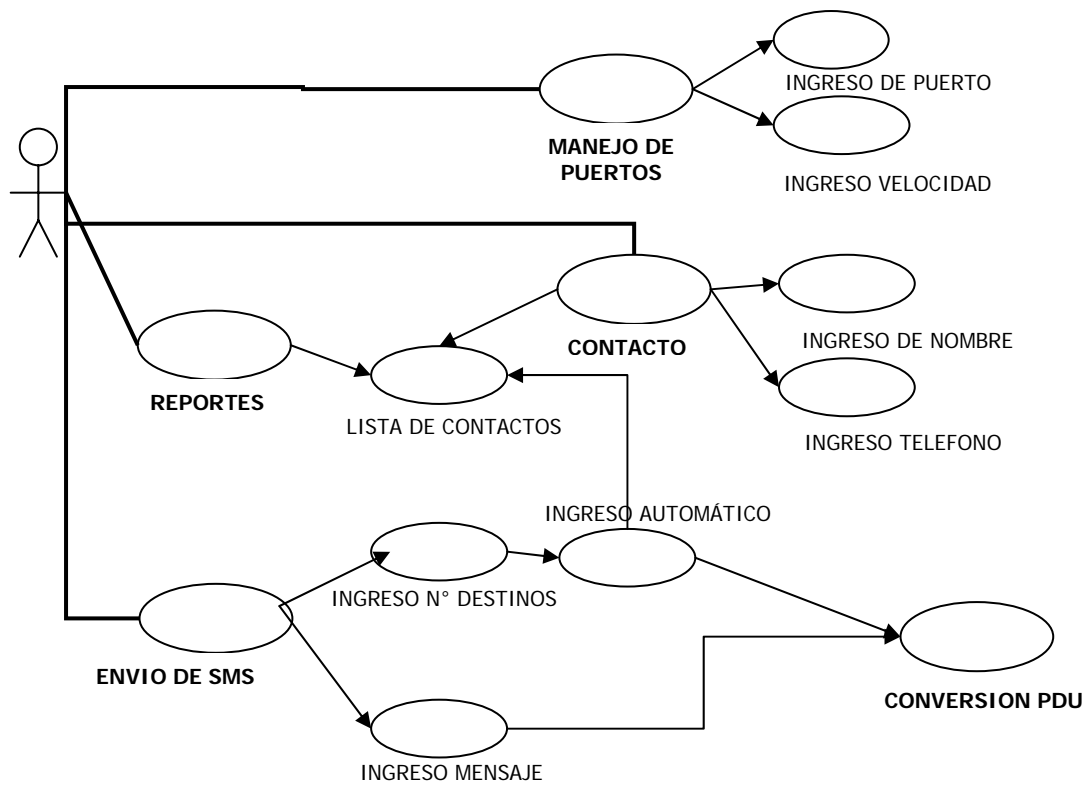 INGRESO DE PUERTO
MANEJO DE
PUERTOS
INGRESO VELOCIDAD
CONTACTO
INGRESO DE NOMBRE
REPORTES
LISTA DE CONTACTOS
INGRESO TELEFONO
INGRESO AUTOMÁTICO
INGRESO N° DESTINOS
ENVIO DE SMS
CONVERSION PDU
INGRESO MENSAJE